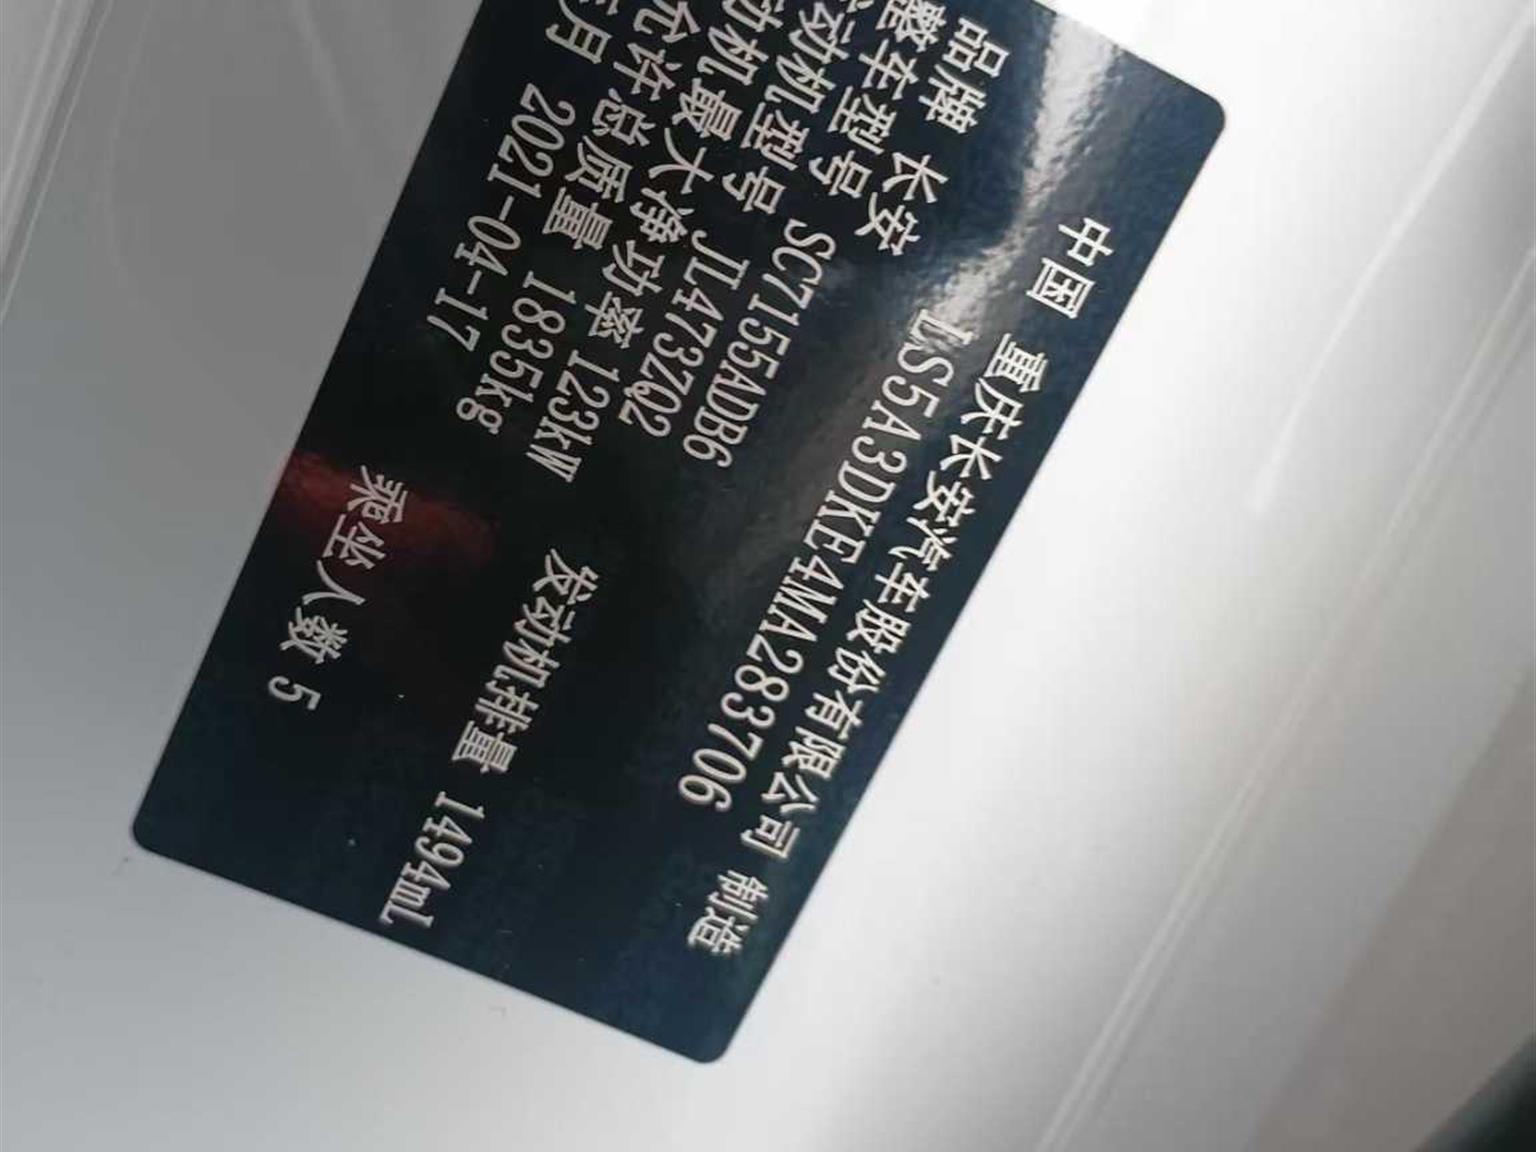 中国 重庆长安汽车股份有限公司 制造
LS5A3DKE4MA283706
品牌 长安
整车型号 SC7155ADB6
发动机型号 JL473ZQ2
动机最大净功率 123kW 发动机排量 1494mL
允许总质量 1835kg
年月 2021-04-17 乘坐人数 5